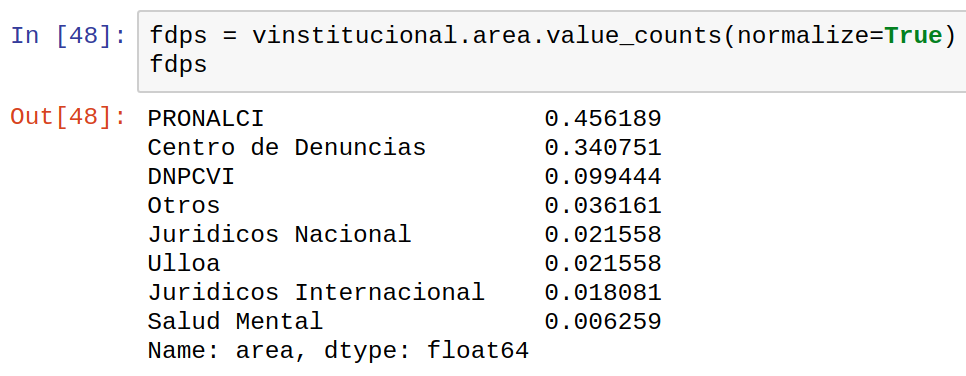 In [48]: fdps = vinstitucional.area.value_counts(normalize=True)
fdps
Out[48]: PRONALCI 0.456189
Centro de Denuncias 0.340751
DNPCVI 0.099444
Otros 0.036161
Juridicos Nacional 0.021558
Ulloa 0.021558
Juridicos Internacional 0.018081
Salud Mental 0.006259
Name: area, dtype: float64